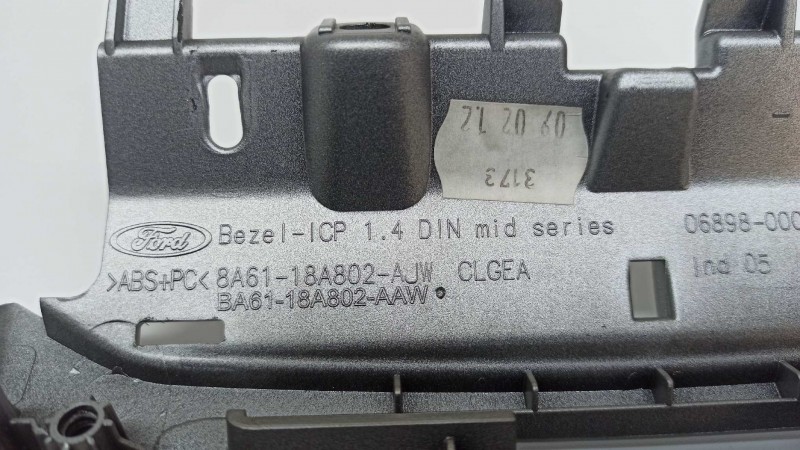 09 02 12
3173
Ford
Bezel-ICP 1.4 DIN mid series
06898-000
>ABS+PC< 8A61-18A802-AJW CLGEA
Ind 05
BA61-18A802-AAW